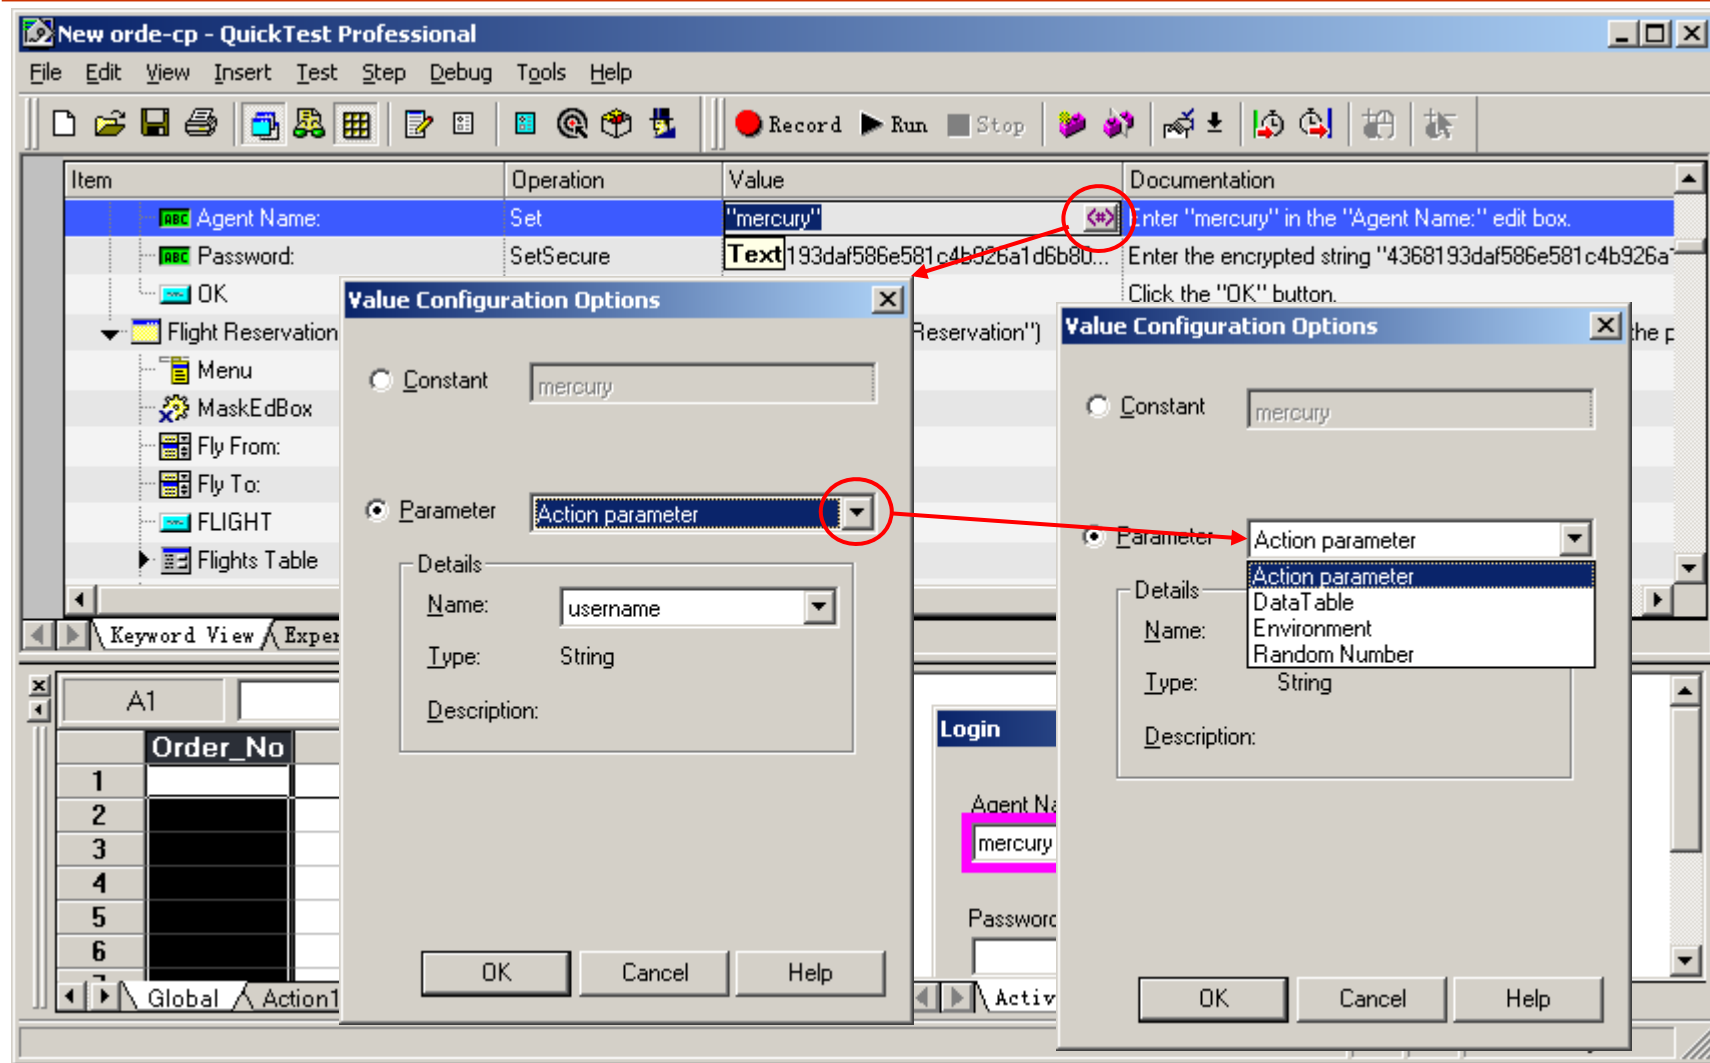 New orde-cp - QuickTest Professional
File Edit View Insert Test Step Debug Tools Help
Record Run Stop
Item Operation Value Documentation
ABC Agent Name: Set "mercury" <#> Enter "mercury" in the "Agent Name:" edit box.
ABC Password: SetSecure Text 193daf586e581c4b926a1d6b80... Enter the encrypted string "4368193daf586e581c4b926a
OK Click the "OK" button.
Flight Reservation Reservation") the p
Menu
MaskEdBox
Fly From:
Fly To:
FLIGHT
Flights Table
Keyword View Exper
Value Configuration Options
Constant mercury
Parameter Action parameter
Details
Name: username
Type: String
Description:
OK Cancel Help
Value Configuration Options
Constant mercury
Parameter Action parameter
Action parameter
DataTable
Environment
Random Number
Details
Name:
Type: String
Description:
OK Cancel Help
A1
Order_No
1
2
3
4
5
6
7
Global Action1
Login
Agent Na
mercury
Password
Activ